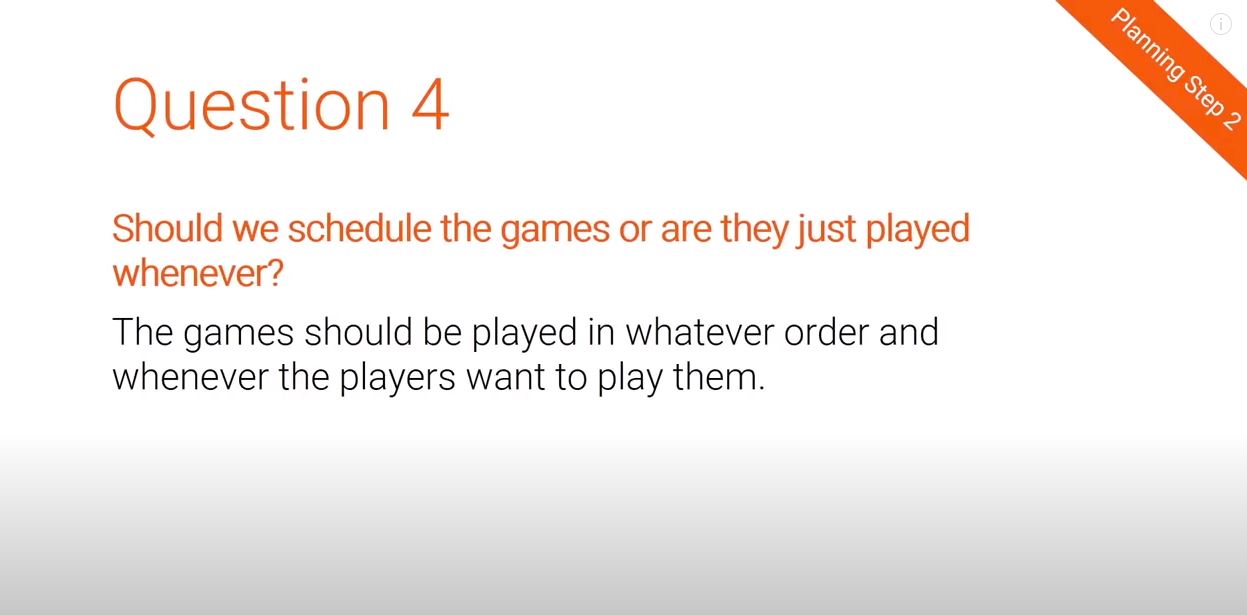 Planning Step 2
Question 4
Should we schedule the games or are they just played
whenever?
The games should be played in whatever order and
whenever the players want to play them.